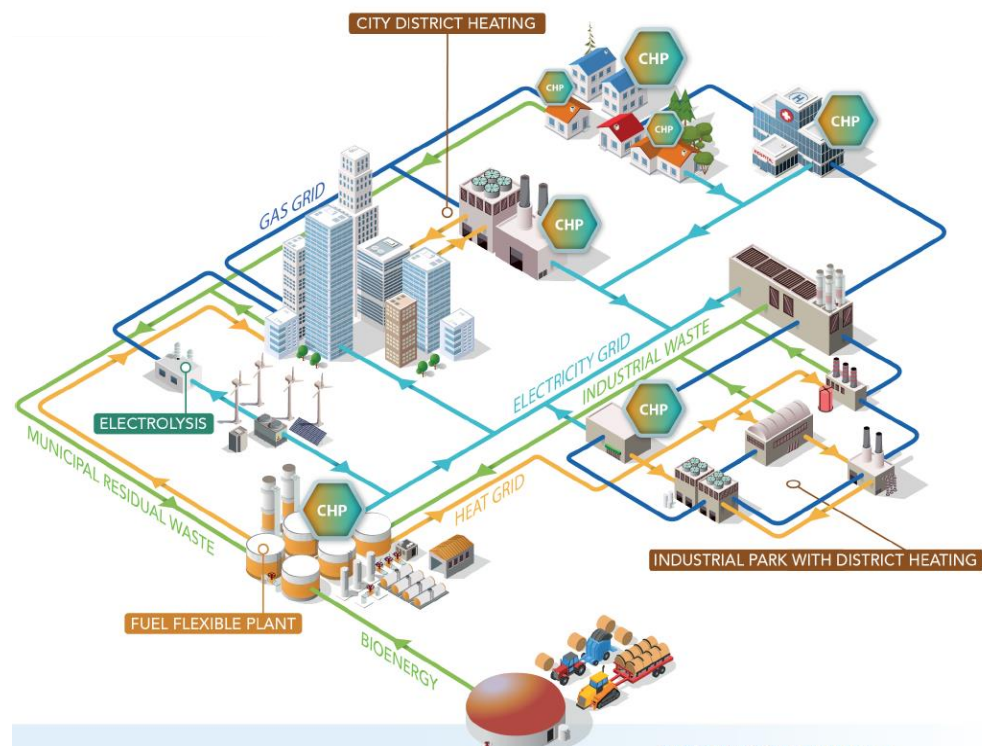 CITY DISTRICT HEATING
CHP
CHP
CHP
CHP
GAS GRID
CHP
ELECTRICITY GRID
INDUSTRIAL WASTE
ELECTROLYSIS
CHP
MUNICIPAL RESIDUAL WASTE
HEAT GRID
CHP
INDUSTRIAL PARK WITH DISTRICT HEATING
FUEL FLEXIBLE PLANT
BIOENERGY
H